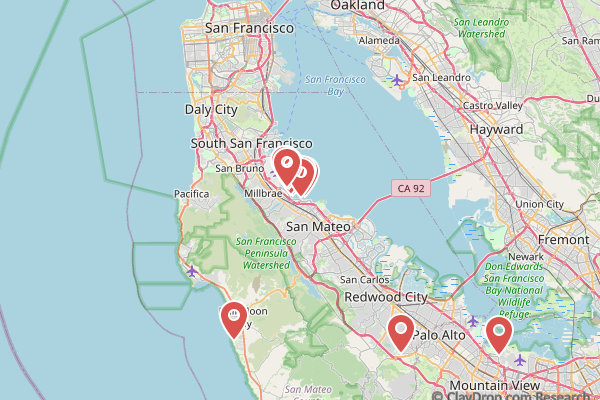 Oakland
San Francisco
San Leandro
Watershed
Alameda
San Francisco
Bay
San Leandro
Castro Valley
Daly City
Hayward
South San Francisco
San Bruno
CA 92
Pacifica
Millbrae
Union City
San Mateo
San Francisco
Peninsula
Watershed
Fremont
Newark
Don Edwards
San Francisco
Bay National
Wildlife
Refuge
San Carlos
Redwood City
Palo Alto
Mountain View
San Mateo
© ClayDrop.com Research